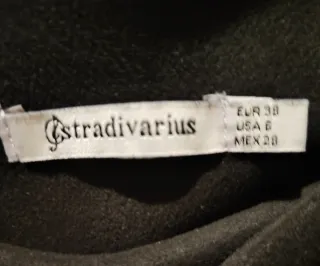 stradivarius
EUR 38
USA 6
MEX 28